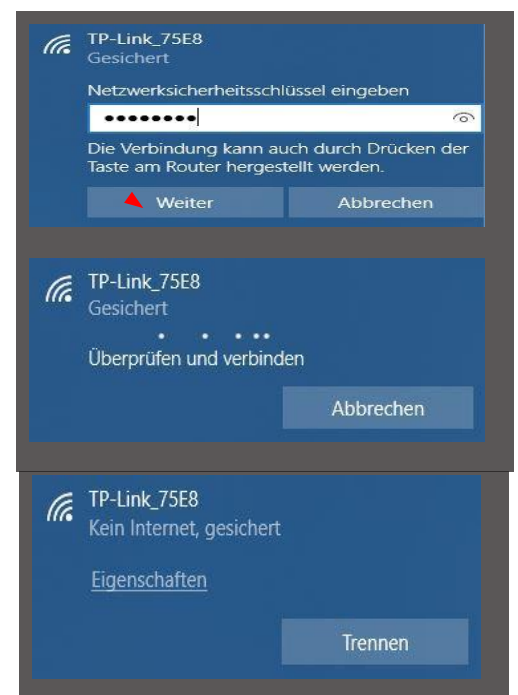 TP-Link_75E8
Gesichert
Netzwerksicherheitsschlüssel eingeben
••••••••
Die Verbindung kann auch durch Drücken der
Taste am Router hergestellt werden.
Weiter Abbrechen
TP-Link_75E8
Gesichert
Überprüfen und verbinden
Abbrechen
TP-Link_75E8
Kein Internet, gesichert
Eigenschaften
Trennen